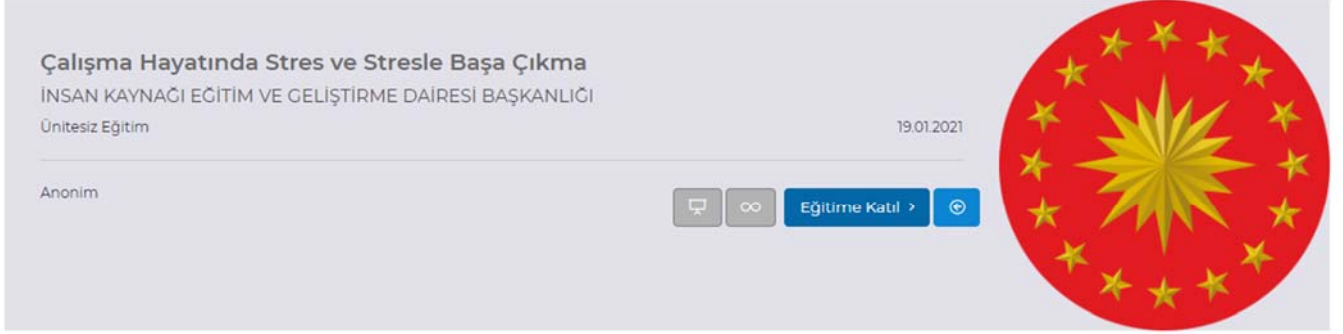 Çalışma Hayatında Stres ve Stresle Başa Çıkma
İNSAN KAYNAĞI EĞİTİM VE GELİŞTİRME DAİRESİ BAŞKANLIĞI
Ünitesiz Eğitim
19.01.2021
Anonim
Eğitime Katıl >